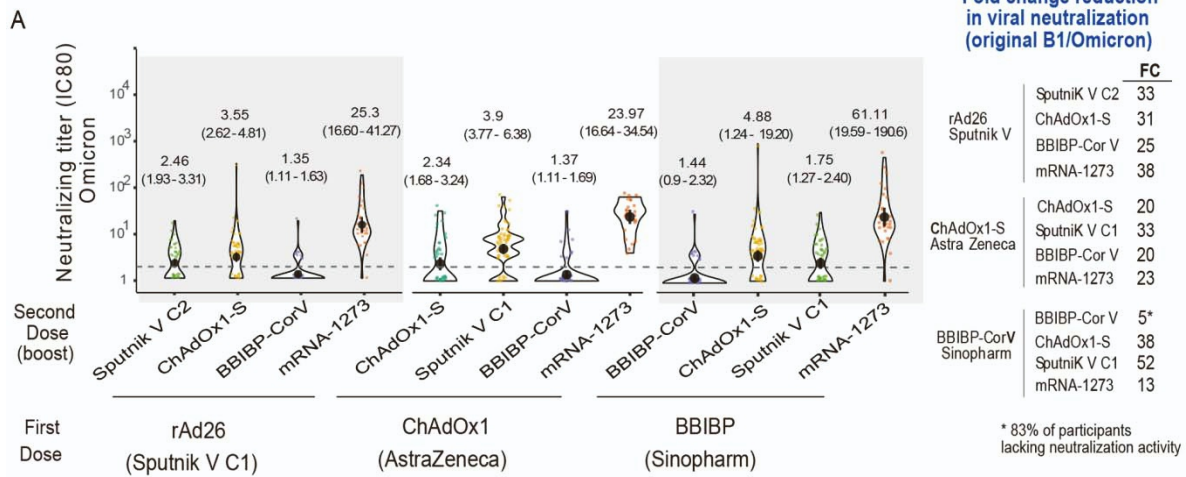 A
Fold change reduction
in viral neutralization
(original B1/Omicron)
Neutralizing titer (IC80)
Omicron
10^4
10^3
10^2
10^1
1
2.46
(1.93 - 3.31)
3.55
(2.62 - 4.81)
1.35
(1.11 - 1.63)
25.3
(16.60 - 41.27)
2.34
(1.68 - 3.24)
3.9
(3.77 - 6.38)
1.37
(1.11 - 1.69)
23.97
(16.64 - 34.54)
1.44
(0.9 - 2.32)
4.88
(1.24 - 19.20)
1.75
(1.27 - 2.40)
61.11
(19.59 - 190.6)
Second
Dose
(boost)
Sputnik V C2
ChAdOx1-S
BBIBP-CorV
mRNA-1273
ChAdOx1-S
Sputnik V C1
BBIBP-CorV
mRNA-1273
BBIBP-CorV
ChAdOx1-S
Sputnik V C1
mRNA-1273
First
Dose
rAd26
(Sputnik V C1)
ChAdOx1
(AstraZeneca)
BBIBP
(Sinopharm)
FC
rAd26
Sputnik V
SputniK V C2 33
ChAdOx1-S 31
BBIBP-Cor V 25
mRNA-1273 38
ChAdOx1-S
Astra Zeneca
ChAdOx1-S 20
SputniK V C1 33
BBIBP-Cor V 20
mRNA-1273 23
BBIBP-CorV
Sinopharm
BBIBP-Cor V 5*
ChAdOx1-S 38
SputniK V C1 52
mRNA-1273 13
* 83% of participants
lacking neutralization activity